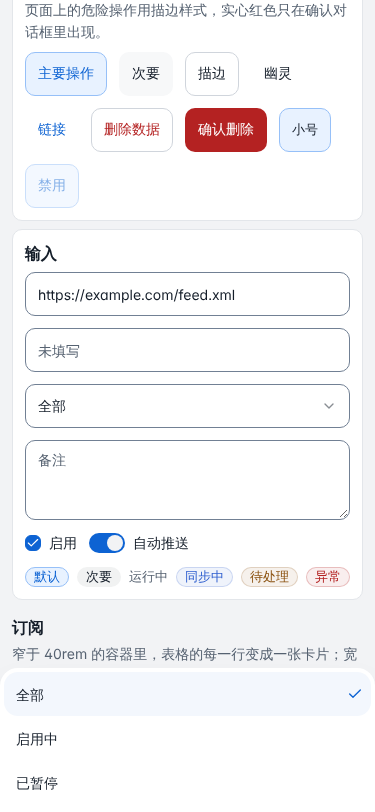 页面上的危险操作用描边样式，实心红色只在确认对
话框里出现。
主要操作 次要 描边 幽灵
链接 删除数据 确认删除 小号
禁用
输入
https://example.com/feed.xml
未填写
全部
备注
启用 自动推送
默认 次要 运行中 同步中 待处理 异常
订阅
窄于 40rem 的容器里，表格的每一行变成一张卡片；宽
全部
启用中
已暂停